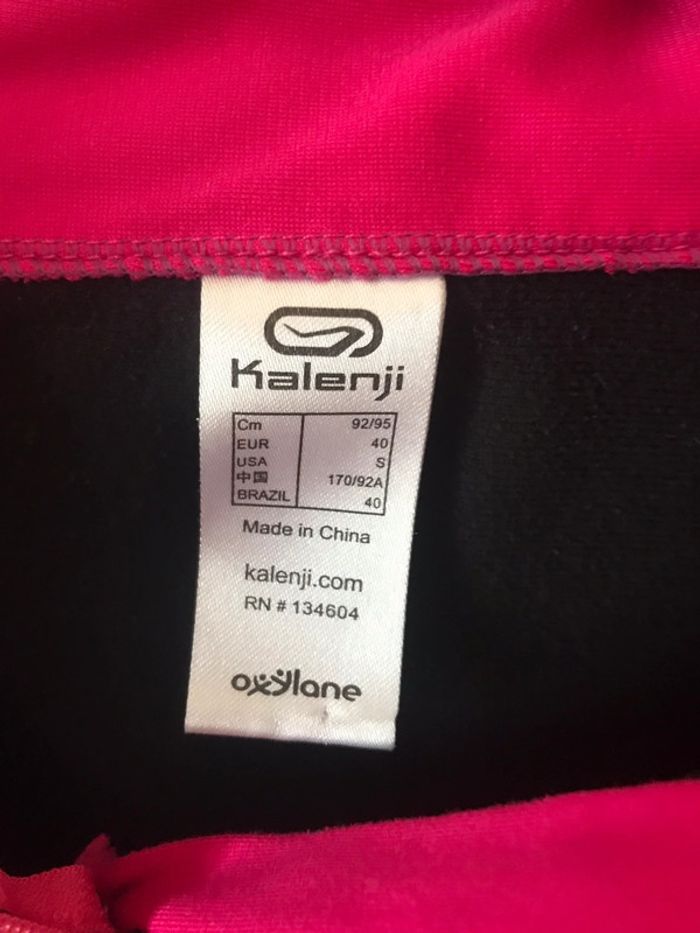 Kalenji
Cm 92/95
EUR 40
USA S
中国 170/92A
BRAZIL 40
Made in China
kalenji.com
RN # 134604
oxylane